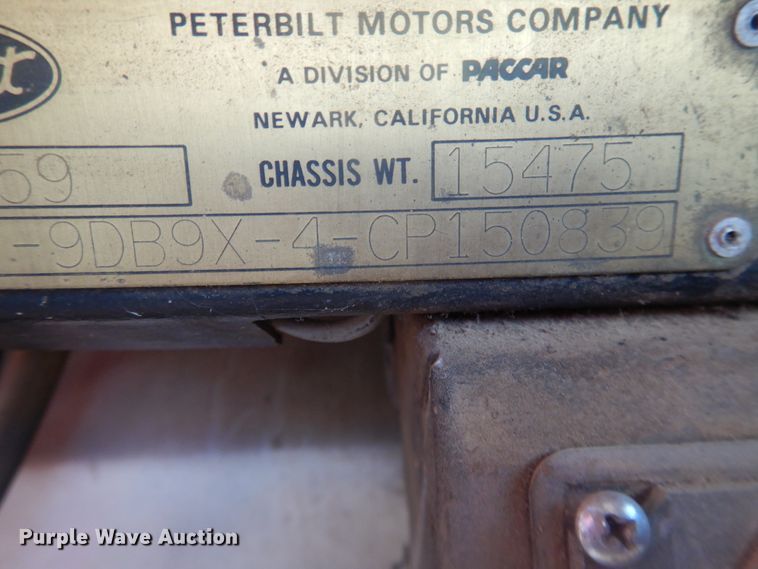 PETERBILT MOTORS COMPANY
A DIVISION OF PACCAR
NEWARK, CALIFORNIA U.S.A.
59 CHASSIS WT. 15475
-9DB9X-4-CP150839
Purple Wave Auction